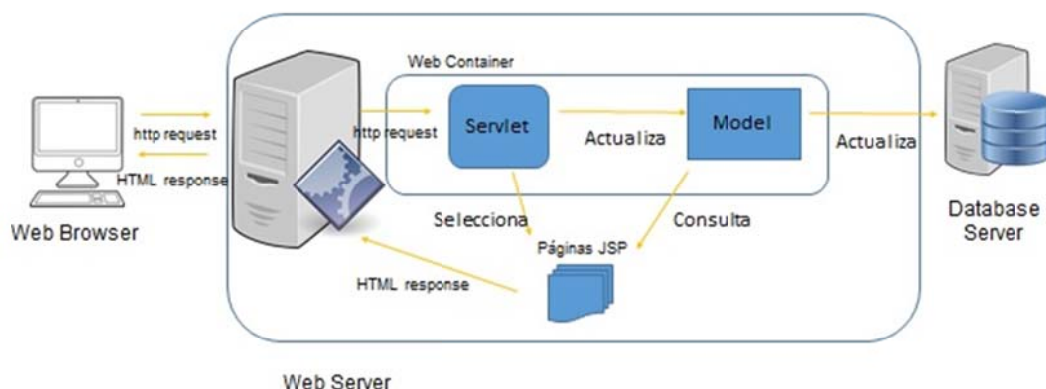 Web Container
http request
HTML response
Web Browser
http request
Servlet
Actualiza
Model
Actualiza
Database
Server
Selecciona
Consulta
Páginas JSP
HTML response
Web Server